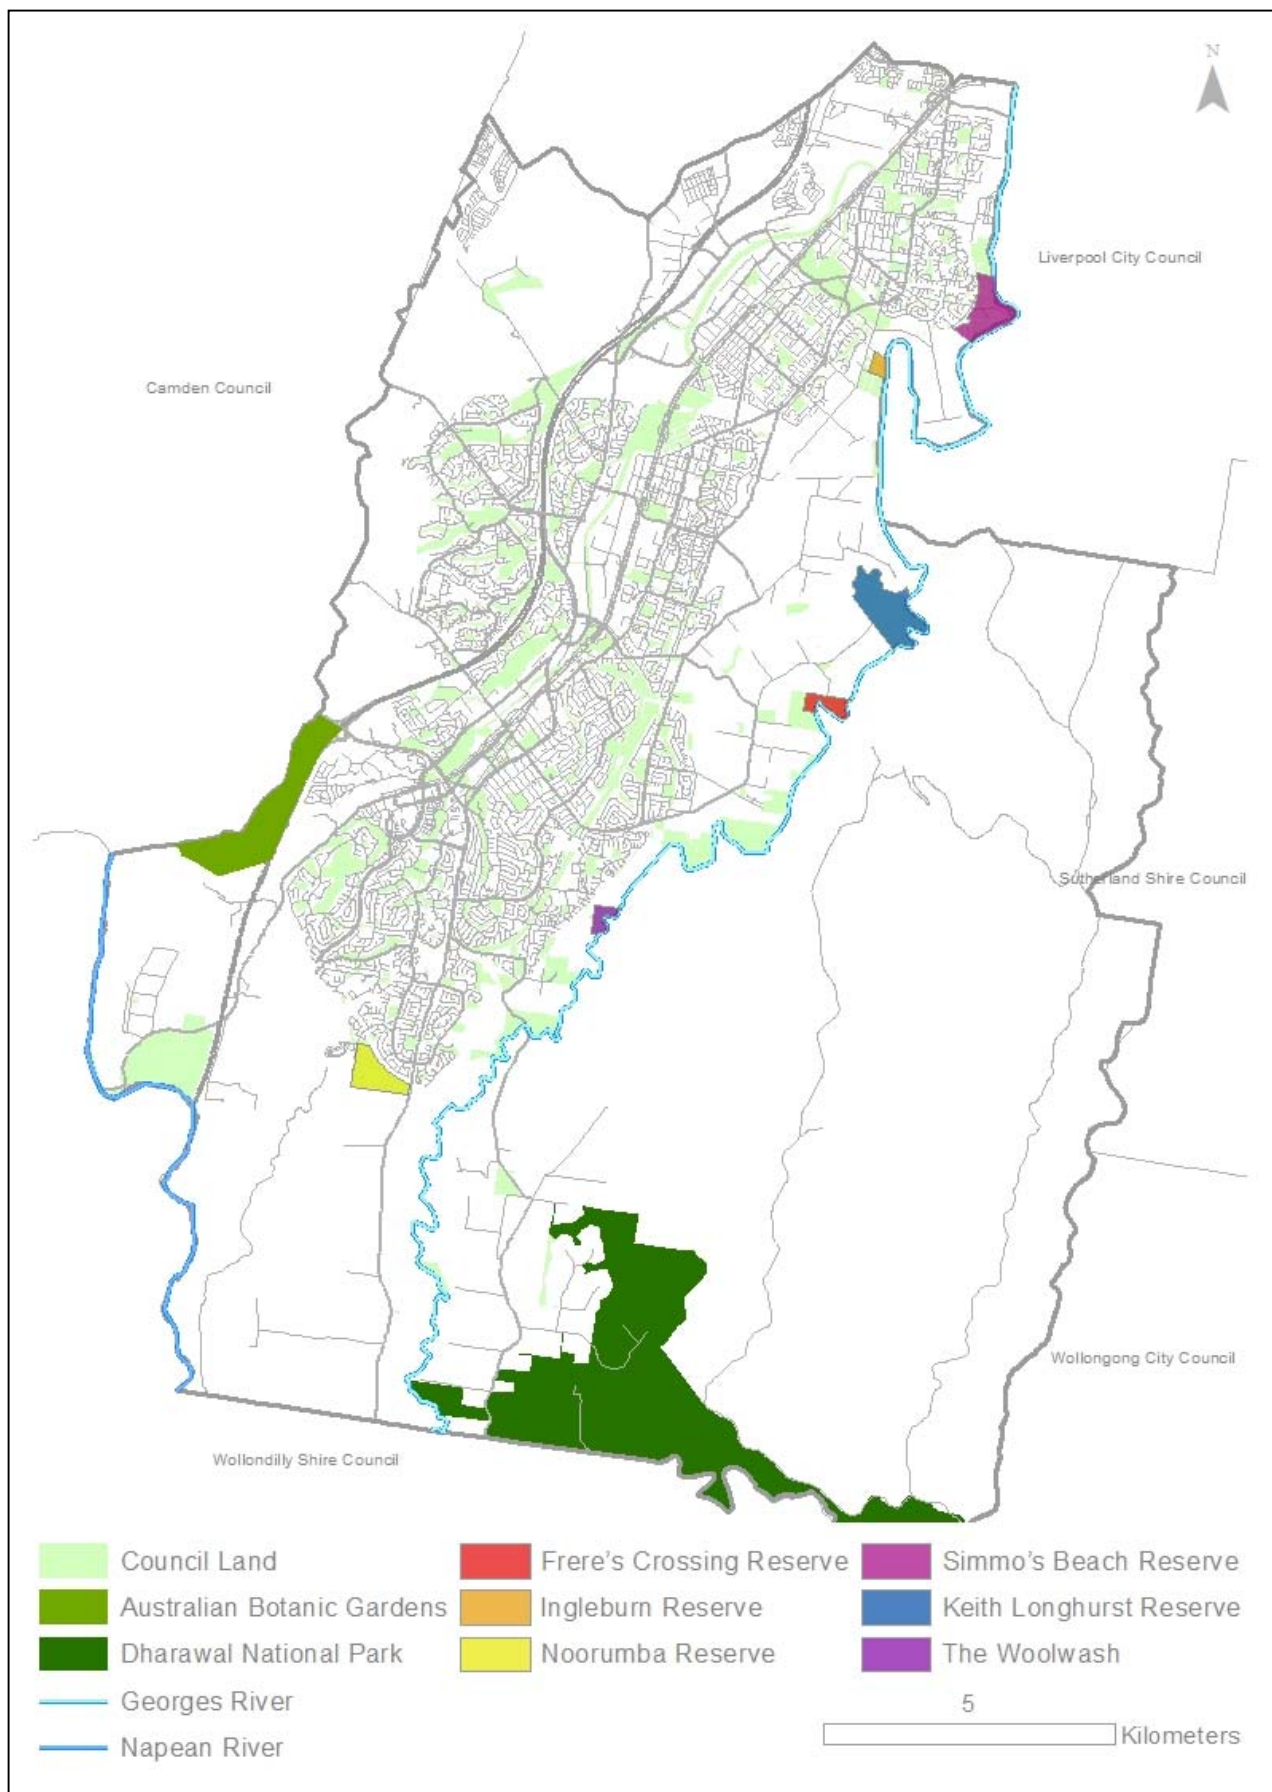 N
Liverpool City Council
Camden Council
Sutherland Shire Council
Wollongong City Council
Wollondilly Shire Council
Council Land
Australian Botanic Gardens
Dharawal National Park
Georges River
Napean River
Frere's Crossing Reserve
Ingleburn Reserve
Noorumba Reserve
Simmo's Beach Reserve
Keith Longhurst Reserve
The Woolwash
5
Kilometers